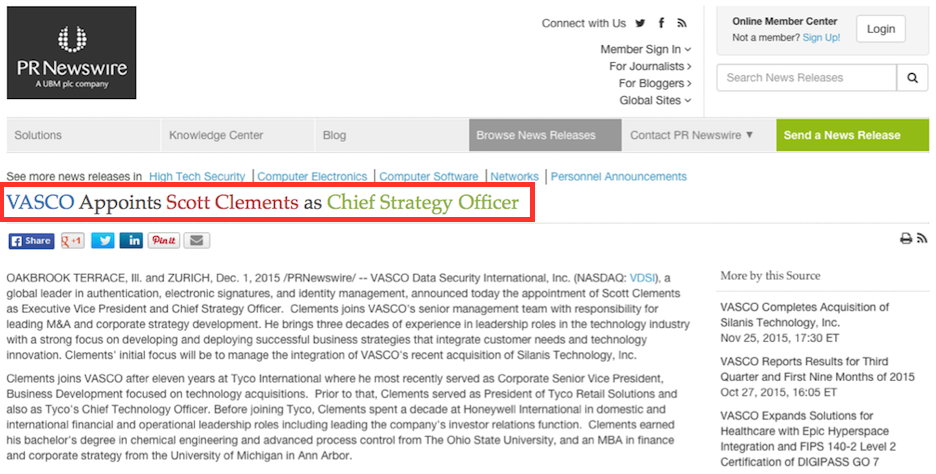 PR Newswire
A UBM plc company
Connect with Us
Member Sign In
For Journalists
For Bloggers
Global Sites
Online Member Center
Not a member? Sign Up!
Login
Search News Releases
Solutions
Knowledge Center
Blog
Browse News Releases
Contact PR Newswire
Send a News Release
See more news releases in High Tech Security Computer Electronics Computer Software Networks Personnel Announcements
VASCO Appoints Scott Clements as Chief Strategy Officer
Share
g +1
in
Pin it
OAKBROOK TERRACE, Ill. and ZURICH, Dec. 1, 2015 /PRNewswire/ -- VASCO Data Security International, Inc. (NASDAQ: VDSI), a
global leader in authentication, electronic signatures, and identity management, announced today the appointment of Scott Clements
as Executive Vice President and Chief Strategy Officer. Clements joins VASCO's senior management team with responsibility for
leading M&A and corporate strategy development. He brings three decades of experience in leadership roles in the technology industry
with a strong focus on developing and deploying successful business strategies that integrate customer needs and technology
innovation. Clements' initial focus will be to manage the integration of VASCO's recent acquisition of Silanis Technology, Inc.
Clements joins VASCO after eleven years at Tyco International where he most recently served as Corporate Senior Vice President,
Business Development focused on technology acquisitions. Prior to that, Clements served as President of Tyco Retail Solutions and
also as Tyco's Chief Technology Officer. Before joining Tyco, Clements spent a decade at Honeywell International in domestic and
international financial and operational leadership roles including leading the company's investor relations function. Clements earned
his bachelor's degree in chemical engineering and advanced process control from The Ohio State University, and an MBA in finance
and corporate strategy from the University of Michigan in Ann Arbor.
More by this Source
VASCO Completes Acquisition of
Silanis Technology, Inc.
Nov 25, 2015, 17:30 ET
VASCO Reports Results for Third
Quarter and First Nine Months of 2015
Oct 27, 2015, 16:05 ET
VASCO Expands Solutions for
Healthcare with Epic Hyperspace
Integration and FIPS 140-2 Level 2
Certification of DIGIPASS GO 7